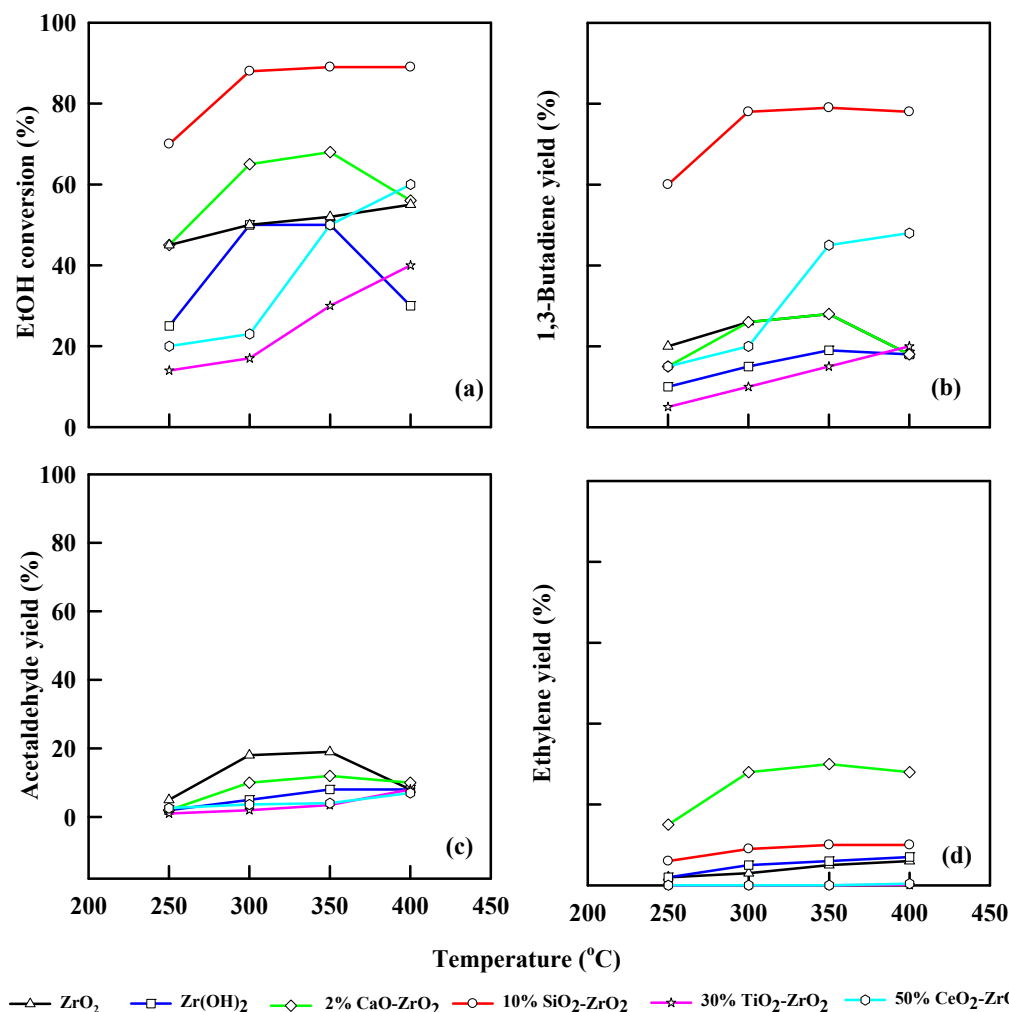 100
80
60
40
20
0
EtOH conversion (%)
(a)
1,3-Butadiene yield (%)
(b)
100
80
60
40
20
0
Acetaldehyde yield (%)
(c)
200 250 300 350 400 450
Ethylene yield (%)
(d)
200 250 300 350 400 450
Temperature (°C)
ZrO₂ Zr(OH)₂ 2% CaO-ZrO₂ 10% SiO₂-ZrO₂ 30% TiO₂-ZrO₂ 50% CeO₂-ZrO